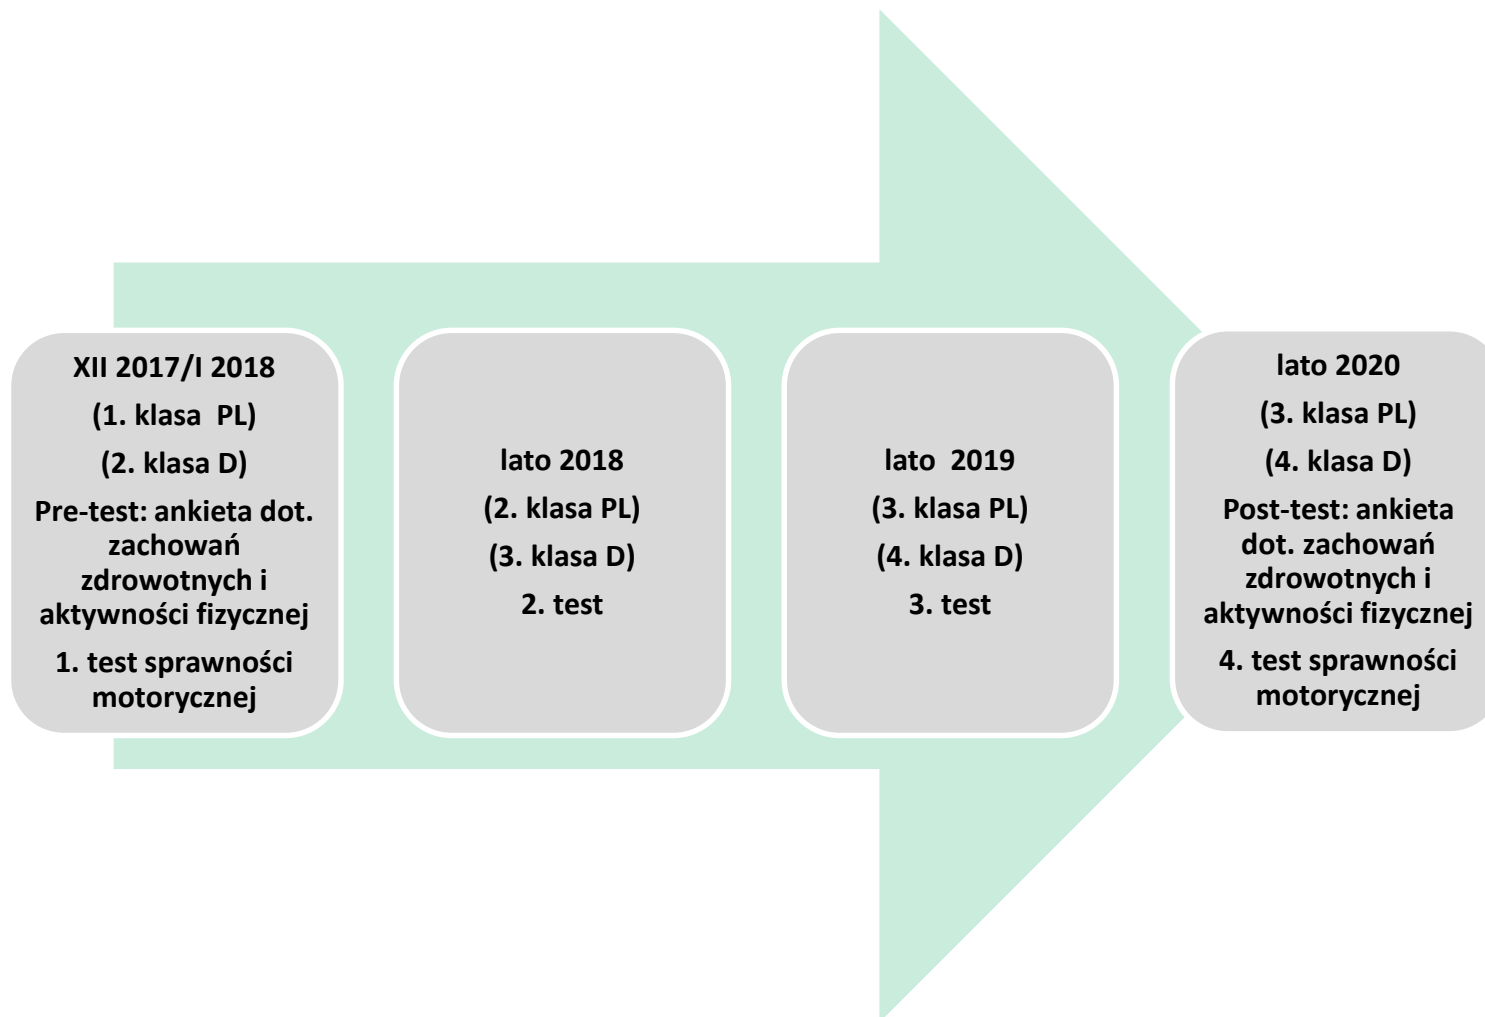 XII 2017/I 2018
(1. klasa PL)
(2. klasa D)
Pre-test: ankieta dot.
zachowań
zdrowotnych i
aktywności fizycznej
1. test sprawności
motorycznej
lato 2018
(2. klasa PL)
(3. klasa D)
2. test
lato 2019
(3. klasa PL)
(4. klasa D)
3. test
lato 2020
(3. klasa PL)
(4. klasa D)
Post-test: ankieta
dot. zachowań
zdrowotnych i
aktywności fizycznej
4. test sprawności
motorycznej